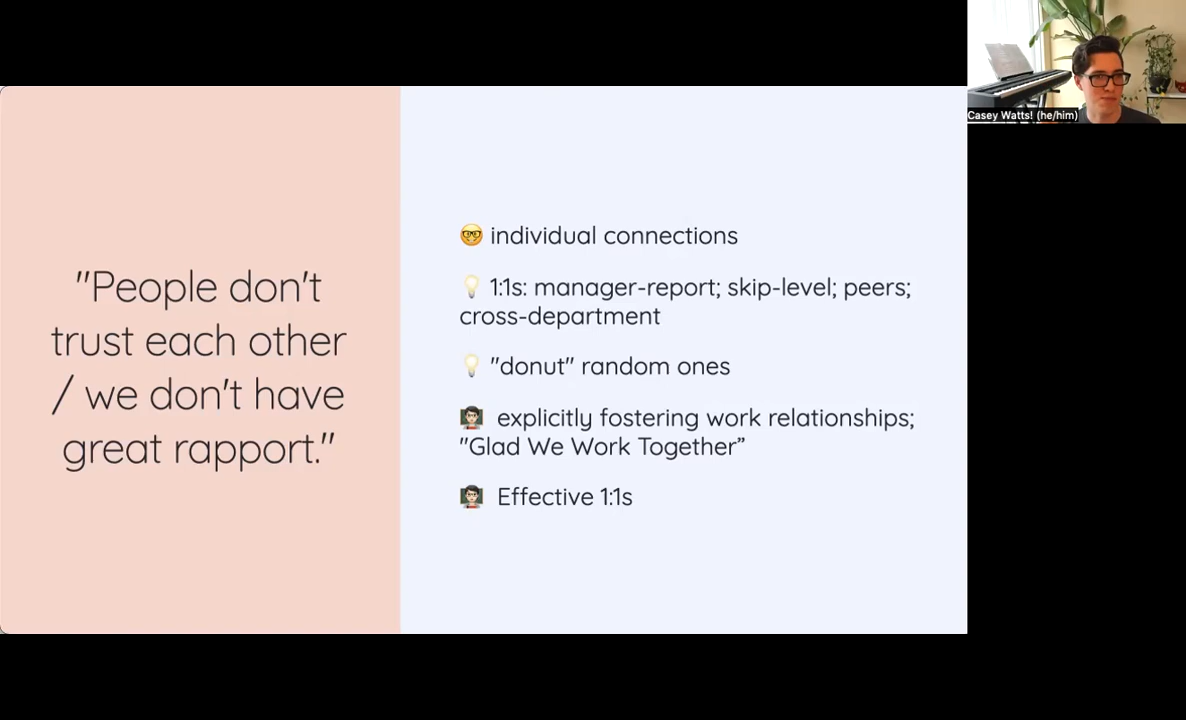 "People don't
trust each other
/ we don't have
great rapport."
🤓 individual connections
💡 1:1s: manager-report; skip-level; peers;
cross-department
💡 "donut" random ones
👨🏻‍🏫 explicitly fostering work relationships;
"Glad We Work Together”
👨🏻‍🏫 Effective 1:1s
Casey Watts! (he/him)